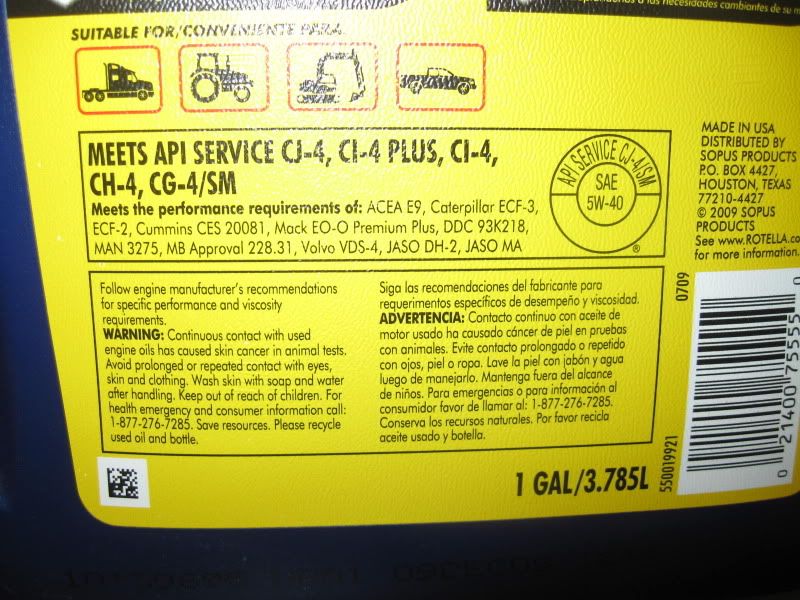 las necesidades cambiantes de su
SUITABLE FOR/CONVENIENTE PARA
MEETS API SERVICE CJ-4, CI-4 PLUS, CI-4,
CH-4, CG-4/SM
Meets the performance requirements of: ACEA E9, Caterpillar ECF-3,
ECF-2, Cummins CES 20081, Mack EO-O Premium Plus, DDC 93K218,
MAN 3275, MB Approval 228.31, Volvo VDS-4, JASO DH-2, JASO MA
API SERVICE CJ-4/SM
SAE
5W-40
®
MADE IN USA
DISTRIBUTED BY
SOPUS PRODUCTS
P.O. BOX 4427,
HOUSTON, TEXAS
77210-4427
© 2009 SOPUS
PRODUCTS
See www.ROTELLA.co
for more information.
Follow engine manufacturer's recommendations
for specific performance and viscosity
requirements.
WARNING: Continuous contact with used
engine oils has caused skin cancer in animal tests.
Avoid prolonged or repeated contact with eyes,
skin and clothing. Wash skin with soap and water
after handling. Keep out of reach of children. For
health emergency and consumer information call:
1-877-276-7285. Save resources. Please recycle
used oil and bottle.
Siga las recomendaciones del fabricante para
requerimientos específicos de desempeño y viscosidad.
ADVERTENCIA: Contacto continuo con aceite de
motor usado ha causado cáncer de piel en pruebas
con animales. Evite contacto prolongado o repetido
con ojos, piel o ropa. Lave la piel con jabón y agua
luego de manejarlo. Mantenga fuera del alcance
de niños. Para emergencias o para información al
consumidor favor de llamar al: 1-877-276-7285.
Conserva los recursos naturales. Por favor recicla
aceite usado y botella.
0709
550019921
0 21400 75555 0
1 GAL/3.785L